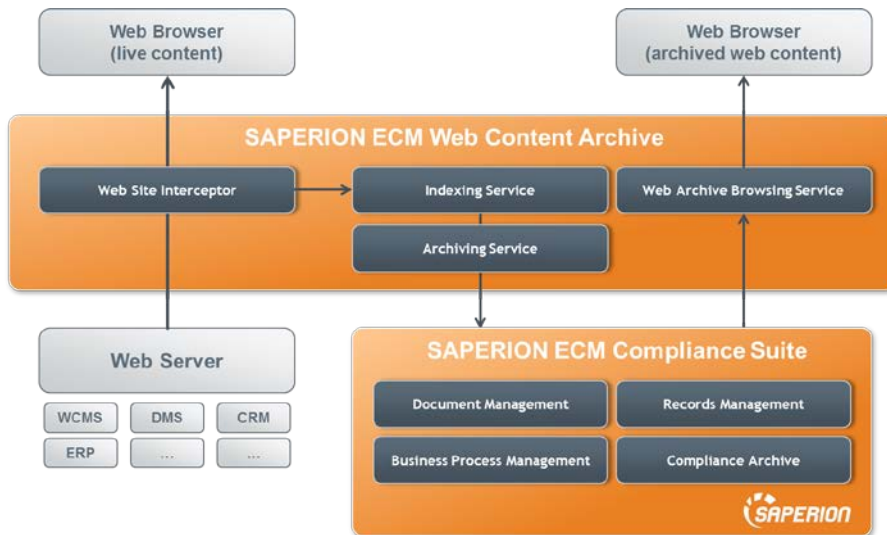 Web Browser
(live content)
Web Browser
(archived web content)
SAPERION ECM Web Content Archive
Web Site Interceptor
Indexing Service
Web Archive Browsing Service
Archiving Service
Web Server
SAPERION ECM Compliance Suite
WCMS
DMS
CRM
Document Management
Records Management
ERP
...
...
Business Process Management
Compliance Archive
SAPERION